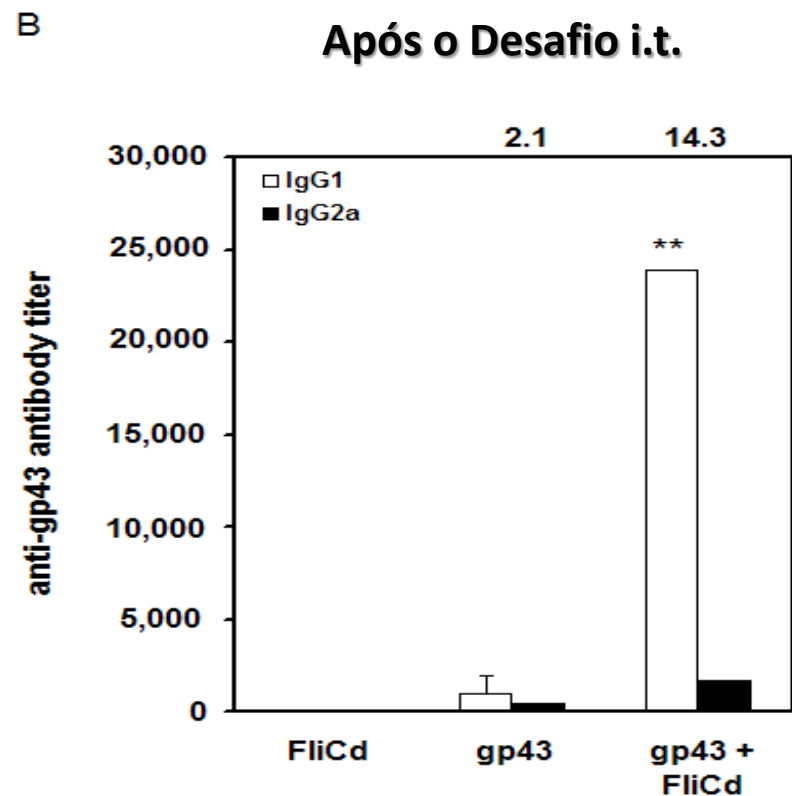 B
Após o Desafio i.t.
2.1 14.3
30,000
IgG1
IgG2a
25,000
**
20,000
15,000
10,000
5,000
0
anti-gp43 antibody titer
FliCd gp43 gp43 +
FliCd